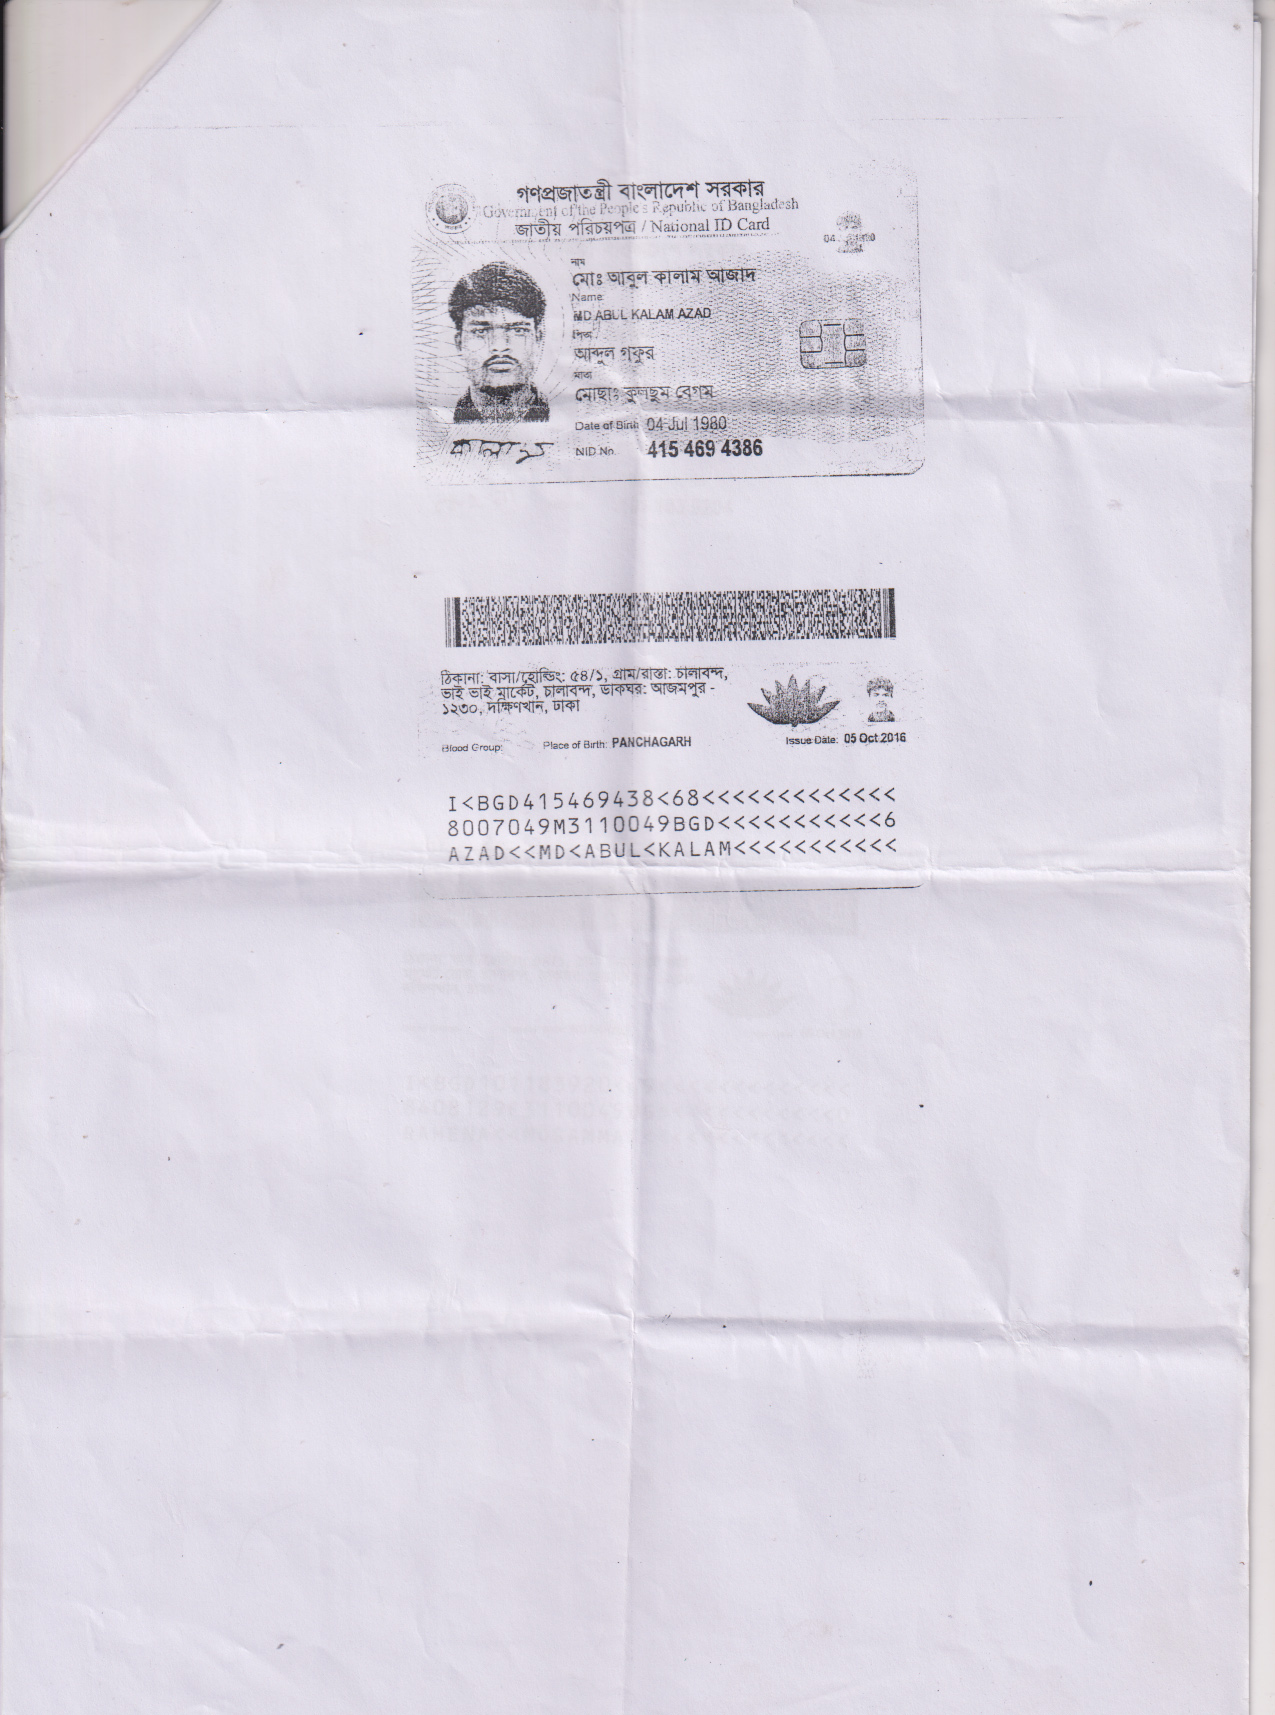 গণপ্রজাতন্ত্রী বাংলাদেশ সরকার
Government of the People's Republic of Bangladesh
জাতীয় পরিচয়পত্র / National ID Card
নাম
মোঃ আবুল কালাম আজাদ
Name
MD ABUL KALAM AZAD
পিতা
আব্দুল গফুর
মাতা
মোছাঃ কুলছুম বেগম
Date of Birth 04 Jul 1980
NID No. 415 469 4386
ঠিকানা: বাসা/হোল্ডিং: ৫৪/১, গ্রাম/রাস্তা: চালাবন্দ,
ভাই ভাই মার্কেট, চালাবন্দ, ডাকঘর: আজমপুর -
১২৩০, দক্ষিণখান, ঢাকা
Blood Group: Place of Birth: PANCHAGARH Issue Date: 05 Oct 2016
I<BGD415469438<68<<<<<<<<<<<<<
8007049M3110049BGD<<<<<<<<<<<6
AZAD<<MD<ABUL<KALAM<<<<<<<<<<<